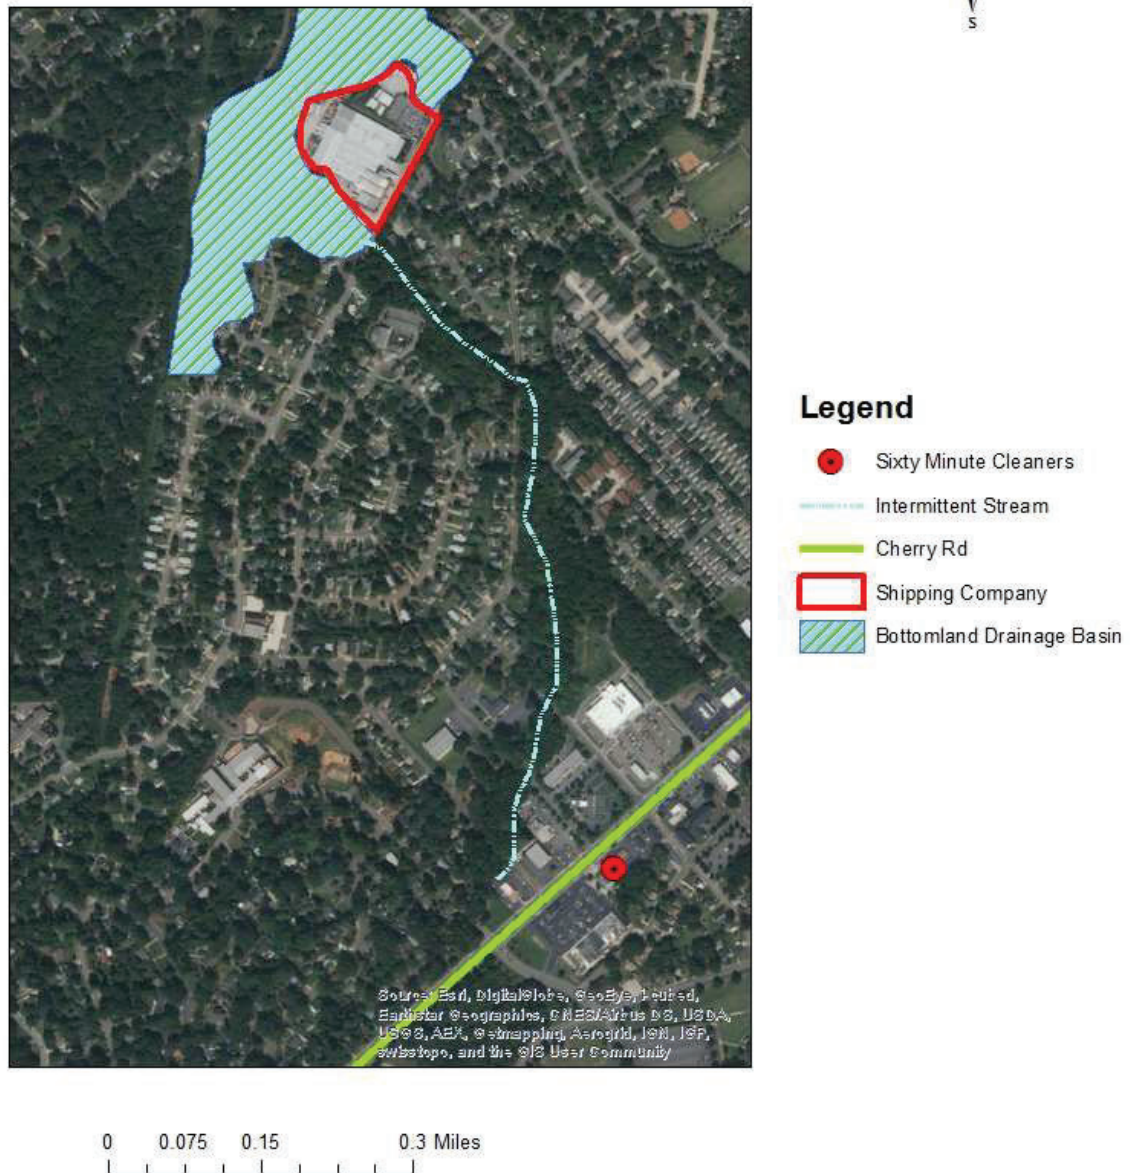 S
Legend
Sixty Minute Cleaners
Intermittent Stream
Cherry Rd
Shipping Company
Bottomland Drainage Basin
Source: Esri, DigitalGlobe, GeoEye, i-cubed,
Earthstar Geographics, CNES/Airbus DS, USDA,
USGS, AEX, Getmapping, Aerogrid, IGN, IGP,
swisstopo, and the GIS User Community
0 0.075 0.15 0.3 Miles